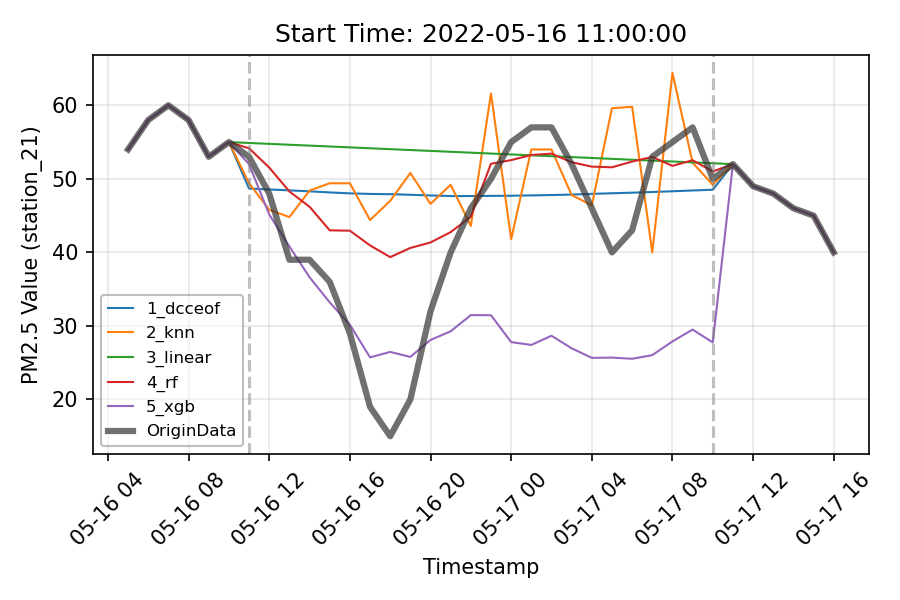 Start Time: 2022-05-16 11:00:00
PM2.5 Value (station_21)
60
50
40
30
20
1_dcceof
2_knn
3_linear
4_rf
5_xgb
OriginData
05-16 04
05-16 08
05-16 12
05-16 16
05-16 20
05-17 00
05-17 04
05-17 08
05-17 12
05-17 16
Timestamp